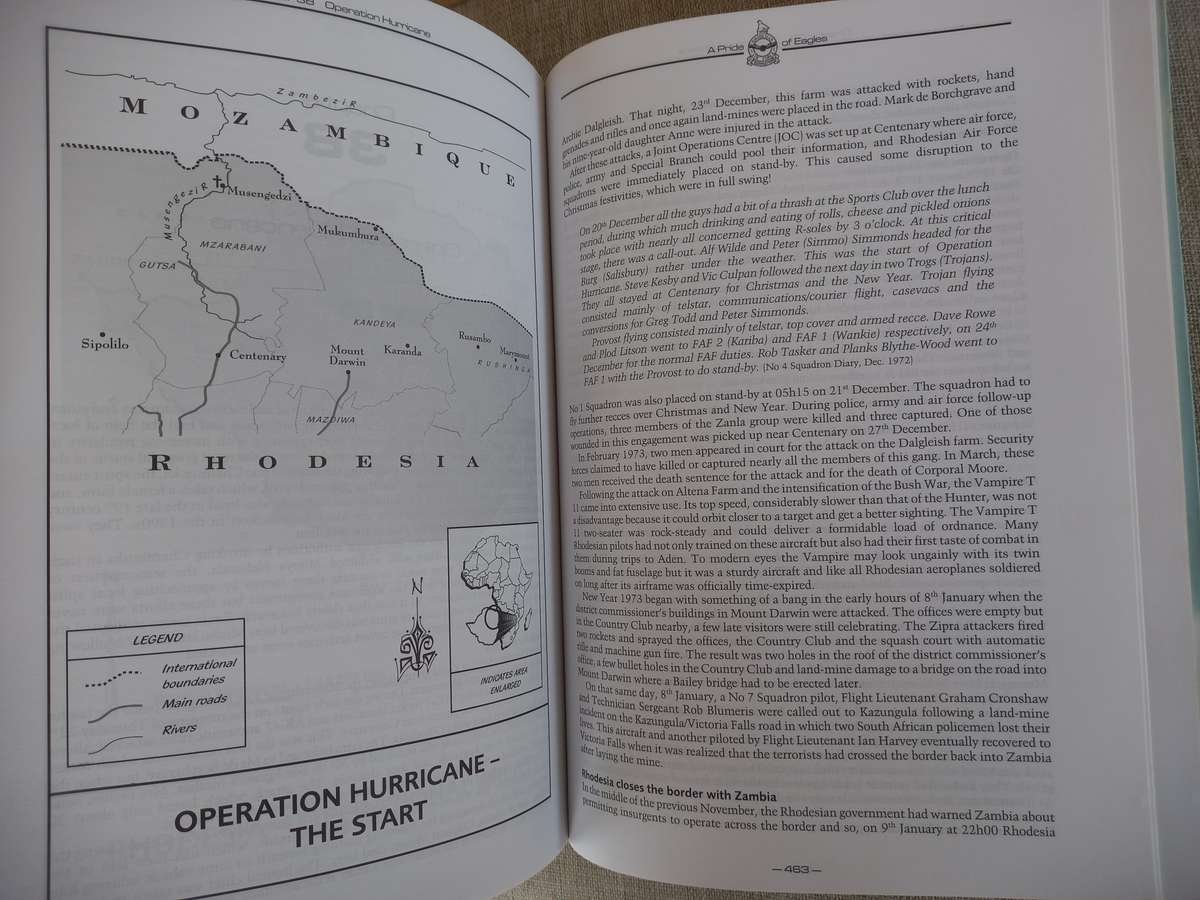 38 Operation Hurricane
Zambezi R
MOZAMBIQUE
Musengezi R
Musengedzi
Mukumbura
MZARABANI
GUTSA
KANDEYA
Sipolilo
Centenary
Mount
Darwin
Karanda
Rusambo
Marymount
RUSHINGA
MAZDIWA
RHODESIA
N
LEGEND
International
boundaries
Main roads
Rivers
INDICATES AREA
ENLARGED
OPERATION HURRICANE –
THE START
A Pride of Eagles
Archie Dalgleish. That night, 23rd December, this farm was attacked with rockets, hand
grenades and rifles and once again land-mines were placed in the road. Mark de Borchgrave and
his nine-year-old daughter Anne were injured in the attack.
After these attacks, a Joint Operations Centre (JOC) was set up at Centenary where air force,
police, army and Special Branch could pool their information, and Rhodesian Air Force
squadrons were immediately placed on stand-by. This caused some disruption to the
Christmas festivities, which were in full swing!
On 20th December all the guys had a bit of a thrash at the Sports Club over the lunch
period, during which much drinking and eating of rolls, cheese and pickled onions
took place with nearly all concerned getting R-soles by 3 o'clock. At this critical
stage, there was a call-out. Alf Wilde and Peter (Simmo) Simmonds headed for the
Burg (Salisbury) rather under the weather. This was the start of Operation
Hurricane. Steve Kesby and Vic Culpan followed the next day in two Trogs (Trojans).
They all stayed at Centenary for Christmas and the New Year. Trojan flying
consisted mainly of telstar, communications/courier flight, casevacs and the
conversions for Greg Todd and Peter Simmonds.
Provost flying consisted mainly of telstar, top cover and armed recce. Dave Rowe
and Plod Litson went to FAF 2 (Kariba) and FAF 1 (Wankie) respectively, on 24th
December for the normal FAF duties. Rob Tasker and Planks Blythe-Wood went to
FAF 1 with the Provost to do stand-by. (No 4 Squadron Diary, Dec. 1972)
No 1 Squadron was also placed on stand-by at 05h15 on 21st December. The squadron had to
fly further recces over Christmas and New Year. During police, army and air force follow-up
operations, three members of the Zanla group were killed and three captured. One of those
wounded in this engagement was picked up near Centenary on 27th December.
In February 1973, two men appeared in court for the attack on the Dalgleish farm. Security
forces claimed to have killed or captured nearly all the members of this gang. In March, these
two men received the death sentence for the attack and for the death of Corporal Moore.
Following the attack on Altena Farm and the intensification of the Bush War, the Vampire T
11 came into extensive use. Its top speed, considerably slower than that of the Hunter, was not
a disadvantage because it could orbit closer to a target and get a better sighting. The Vampire T
11 two-seater was rock-steady and could deliver a formidable load of ordnance. Many
Rhodesian pilots had not only trained on these aircraft but also had their first taste of combat in
them during trips to Aden. To modern eyes the Vampire may look ungainly with its twin
booms and fat fuselage but it was a sturdy aircraft and like all Rhodesian aeroplanes soldiered
on long after its airframe was officially time-expired.
New Year 1973 began with something of a bang in the early hours of 8th January when the
district commissioner's buildings in Mount Darwin were attacked. The offices were empty but
in the Country Club nearby, a few late visitors were still celebrating. The Zipra attackers fired
two rockets and sprayed the offices, the Country Club and the squash court with automatic
rifle and machine gun fire. The result was two holes in the roof of the district commissioner's
office, a few bullet holes in the Country Club and land-mine damage to a bridge on the road into
Mount Darwin where a Bailey bridge had to be erected later.
On that same day, 8th January, a No 7 Squadron pilot, Flight Lieutenant Graham Cronshaw
and Technician Sergeant Rob Blumeris were called out to Kazungula following a land-mine
incident on the Kazungula/Victoria Falls road in which two South African policemen lost their
lives. This aircraft and another piloted by Flight Lieutenant Ian Harvey eventually recovered to
Victoria Falls when it was realized that the terrorists had crossed the border back into Zambia
after laying the mine.
Rhodesia closes the border with Zambia
In the middle of the previous November, the Rhodesian government had warned Zambia about
permitting insurgents to operate across the border and so, on 9th January at 22h00 Rhodesia
— 463 —